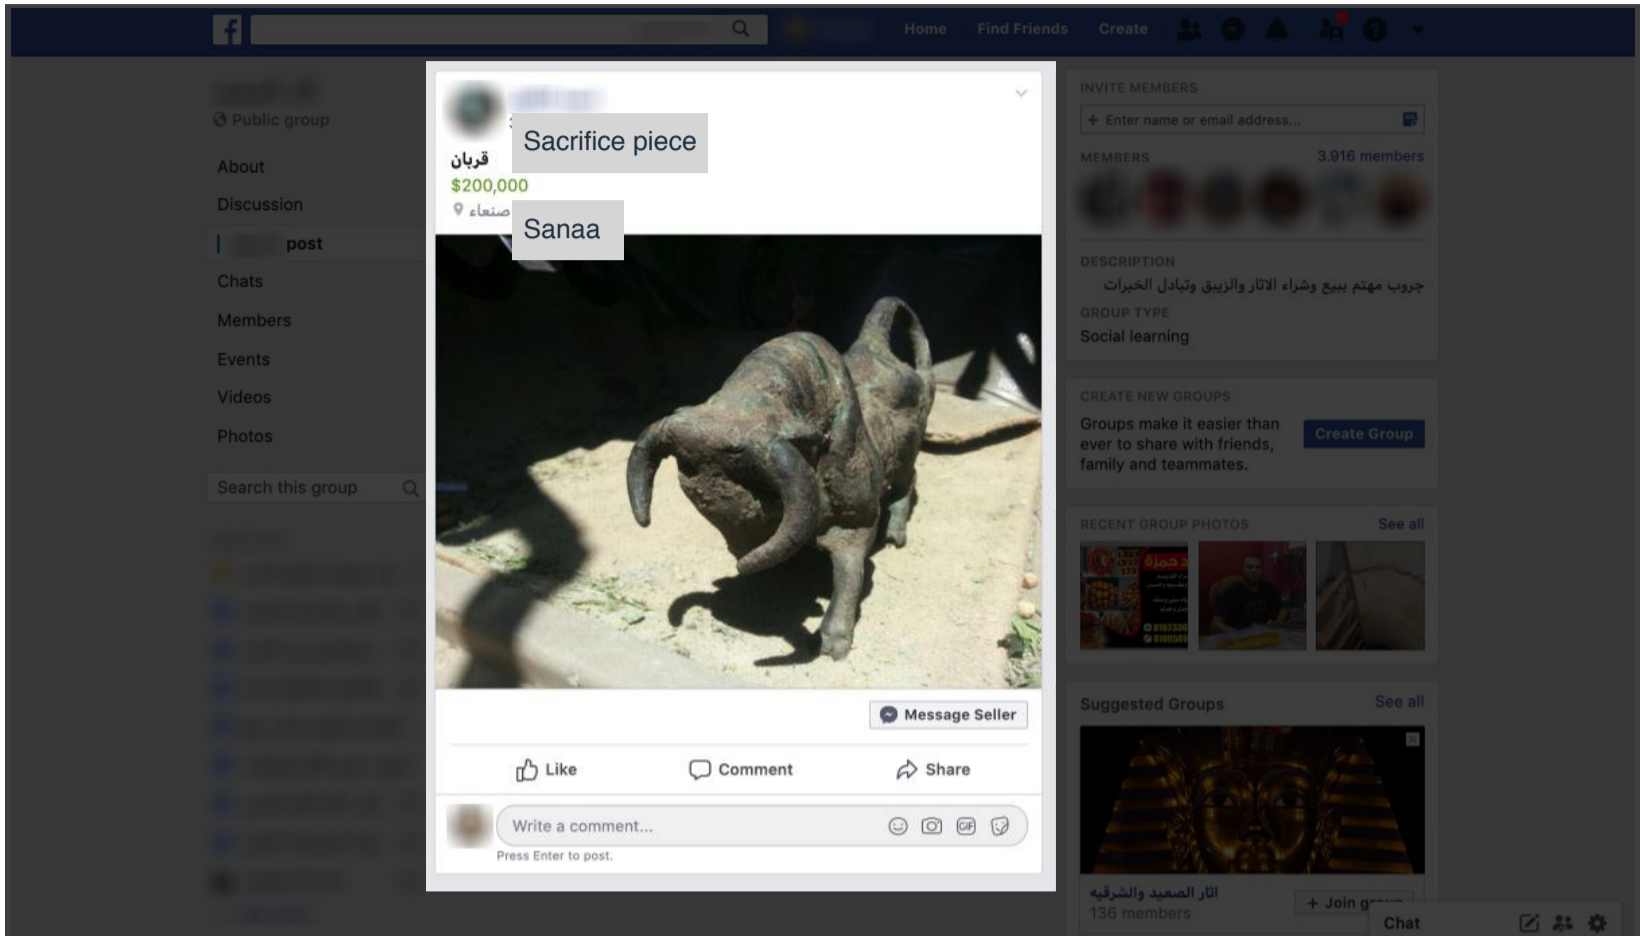 Home
Find Friends
Create
Public group
About
Discussion
post
Chats
Members
Events
Videos
Photos
Search this group
Sacrifice piece
قربان
$200,000
صنعاء
Sanaa
Message Seller
Like
Comment
Share
Write a comment...
GIF
Press Enter to post.
INVITE MEMBERS
+ Enter name or email address...
MEMBERS
3.916 members
DESCRIPTION
جروب مهتم ببيع وشراء الاثار والزيبق وتبادل الخبرات
GROUP TYPE
Social learning
CREATE NEW GROUPS
Groups make it easier than
ever to share with friends,
family and teammates.
Create Group
RECENT GROUP PHOTOS
See all
Suggested Groups
See all
اثار الصعيد والشرقيه
136 members
+ Join
Chat